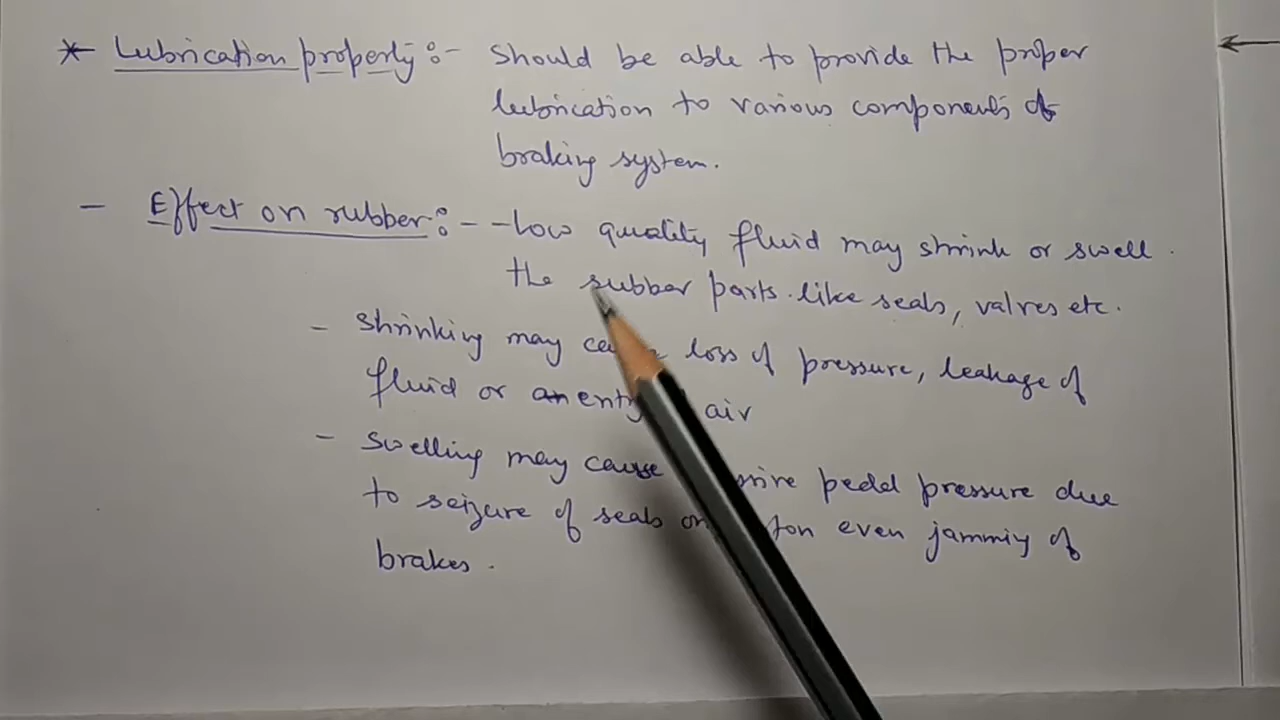 * Lubrication property:- Should be able to provide the proper
lubrication to various components of
braking system.
- Effect on rubber:- - Low quality fluid may shrink or swell
the rubber parts like seals, valves etc.
- Shrinking may loss of pressure, leakage of
fluid or air
- Swelling may cause pedal pressure due
to seizure of seals even jamming of
brakes.